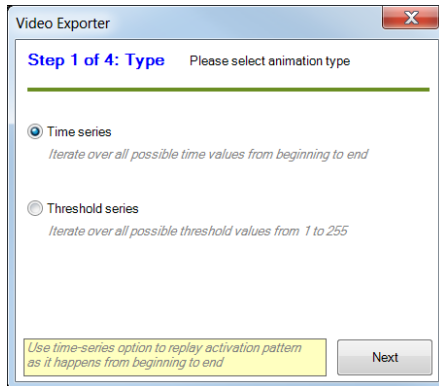 Video Exporter
Step 1 of 4: Type Please select animation type
Time series
Iterate over all possible time values from beginning to end
Threshold series
Iterate over all possible threshold values from 1 to 255
Use time-series option to replay activation pattern
as it happens from beginning to end
Next